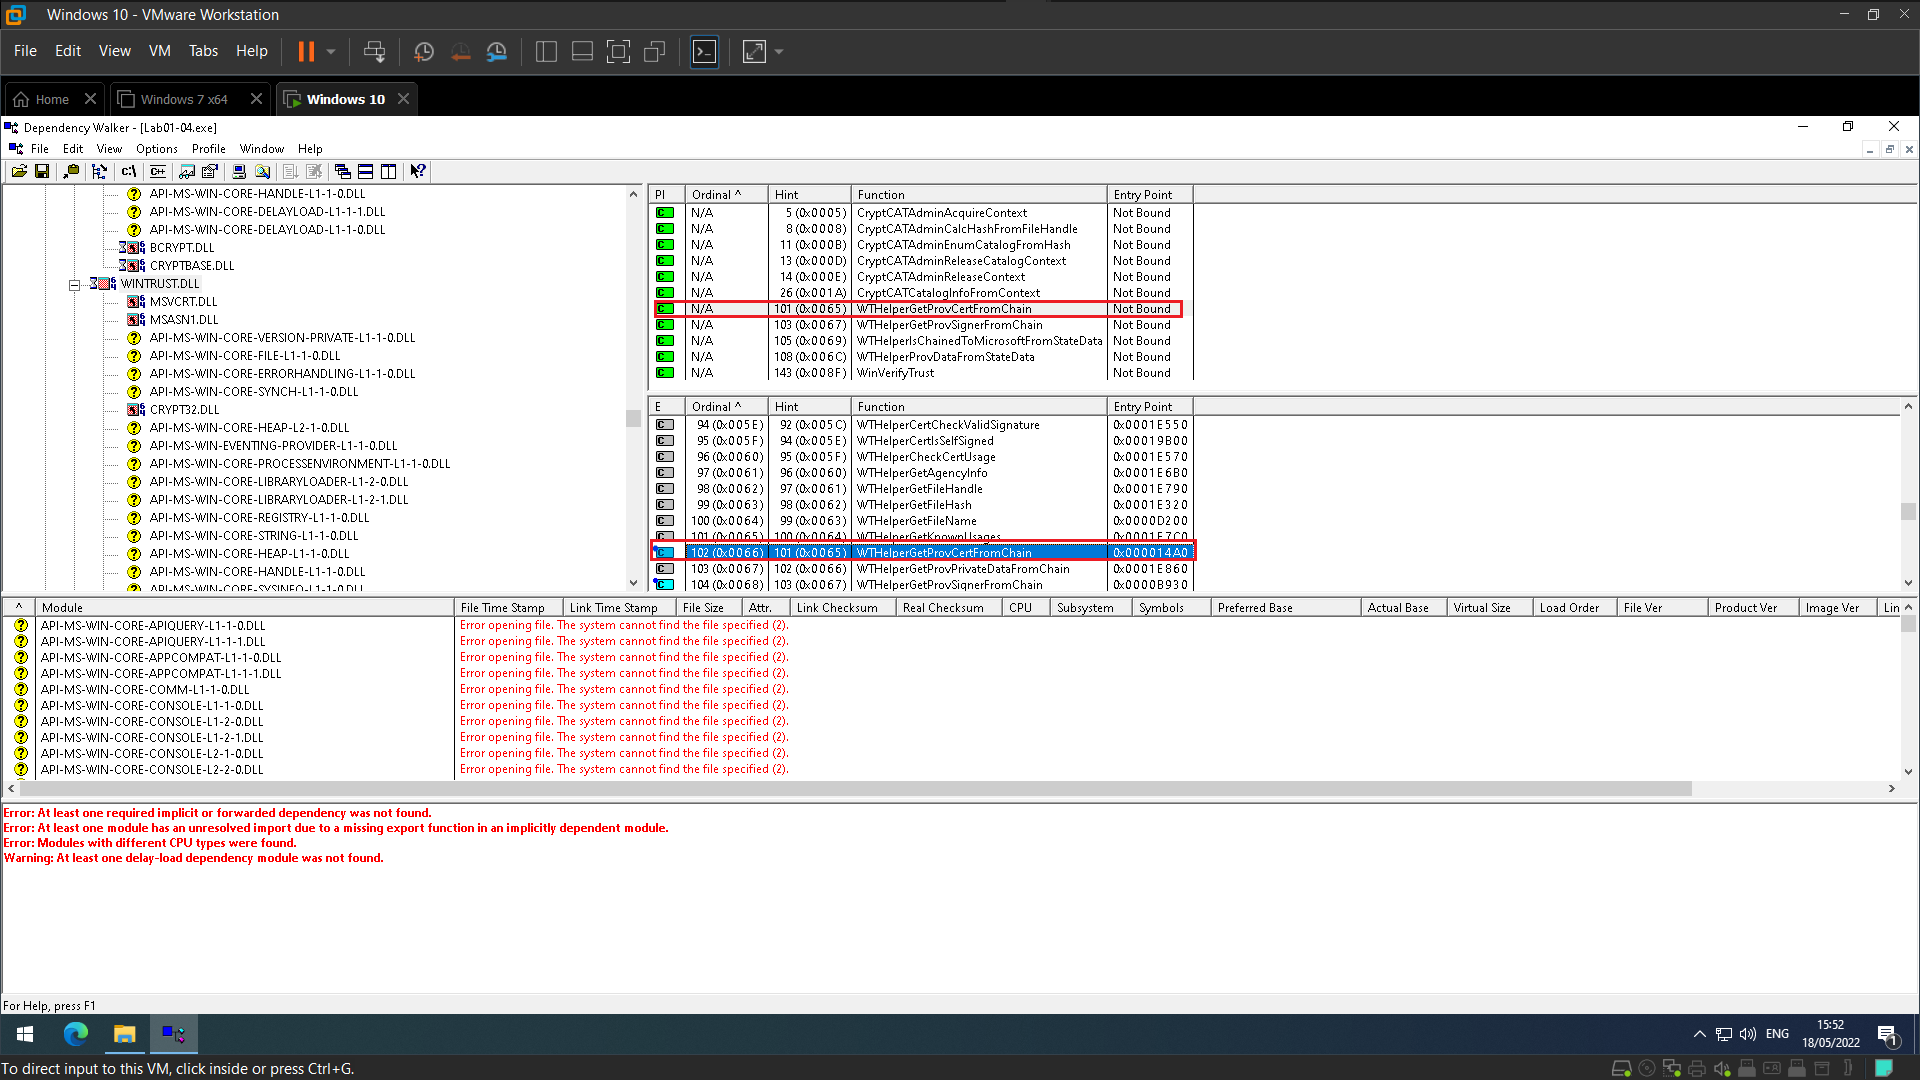 Windows 10 - VMware Workstation
File Edit View VM Tabs Help
Home Windows 7 x64 Windows 10
Dependency Walker - [Lab01-04.exe]
File Edit View Options Profile Window Help
API-MS-WIN-CORE-HANDLE-L1-1-0.DLL
API-MS-WIN-CORE-DELAYLOAD-L1-1-1.DLL
API-MS-WIN-CORE-DELAYLOAD-L1-1-0.DLL
BCRYPT.DLL
CRYPTBASE.DLL
WINTRUST.DLL
MSVCRT.DLL
MSASN1.DLL
API-MS-WIN-CORE-VERSION-PRIVATE-L1-1-0.DLL
API-MS-WIN-CORE-FILE-L1-1-0.DLL
API-MS-WIN-CORE-ERRORHANDLING-L1-1-0.DLL
API-MS-WIN-CORE-SYNCH-L1-1-0.DLL
CRYPT32.DLL
API-MS-WIN-CORE-HEAP-L2-1-0.DLL
API-MS-WIN-EVENTING-PROVIDER-L1-1-0.DLL
API-MS-WIN-CORE-PROCESSENVIRONMENT-L1-1-0.DLL
API-MS-WIN-CORE-LIBRARYLOADER-L1-2-0.DLL
API-MS-WIN-CORE-LIBRARYLOADER-L1-2-1.DLL
API-MS-WIN-CORE-REGISTRY-L1-1-0.DLL
API-MS-WIN-CORE-STRING-L1-1-0.DLL
API-MS-WIN-CORE-HEAP-L1-1-0.DLL
API-MS-WIN-CORE-HANDLE-L1-1-0.DLL
API-MS-WIN-CORE-SYSINFO-L1-1-0.DLL
PI Ordinal ^ Hint Function Entry Point
C N/A 5 (0x0005) CryptCATAdminAcquireContext Not Bound
C N/A 8 (0x0008) CryptCATAdminCalcHashFromFileHandle Not Bound
C N/A 11 (0x000B) CryptCATAdminEnumCatalogFromHash Not Bound
C N/A 13 (0x000D) CryptCATAdminReleaseCatalogContext Not Bound
C N/A 14 (0x000E) CryptCATAdminReleaseContext Not Bound
C N/A 26 (0x001A) CryptCATCatalogInfoFromContext Not Bound
C N/A 101 (0x0065) WTHelperGetProvCertFromChain Not Bound
C N/A 103 (0x0067) WTHelperGetProvSignerFromChain Not Bound
C N/A 105 (0x0069) WTHelperIsChainedToMicrosoftFromStateData Not Bound
C N/A 108 (0x006C) WTHelperProvDataFromStateData Not Bound
C N/A 143 (0x008F) WinVerifyTrust Not Bound
E Ordinal ^ Hint Function Entry Point
C 94 (0x005E) 92 (0x005C) WTHelperCertCheckValidSignature 0x0001E550
C 95 (0x005F) 94 (0x005E) WTHelperCertIsSelfSigned 0x00019B00
C 96 (0x0060) 95 (0x005F) WTHelperCheckCertUsage 0x0001E570
C 97 (0x0061) 96 (0x0060) WTHelperGetAgencyInfo 0x0001E6B0
C 98 (0x0062) 97 (0x0061) WTHelperGetFileHandle 0x0001E790
C 99 (0x0063) 98 (0x0062) WTHelperGetFileHash 0x0001E320
C 100 (0x0064) 99 (0x0063) WTHelperGetFileName 0x0000D200
C 101 (0x0065) 100 (0x0064) WTHelperGetKnownUsages 0x0001E7C0
C 102 (0x0066) 101 (0x0065) WTHelperGetProvCertFromChain 0x000014A0
C 103 (0x0067) 102 (0x0066) WTHelperGetProvPrivateDataFromChain 0x0001E860
C 104 (0x0068) 103 (0x0067) WTHelperGetProvSignerFromChain 0x0000B930
^ Module File Time Stamp Link Time Stamp File Size Attr. Link Checksum Real Checksum CPU Subsystem Symbols Preferred Base Actual Base Virtual Size Load Order File Ver Product Ver Image Ver Lin
API-MS-WIN-CORE-APIQUERY-L1-1-0.DLL Error opening file. The system cannot find the file specified (2).
API-MS-WIN-CORE-APIQUERY-L1-1-1.DLL Error opening file. The system cannot find the file specified (2).
API-MS-WIN-CORE-APPCOMPAT-L1-1-0.DLL Error opening file. The system cannot find the file specified (2).
API-MS-WIN-CORE-APPCOMPAT-L1-1-1.DLL Error opening file. The system cannot find the file specified (2).
API-MS-WIN-CORE-COMM-L1-1-0.DLL Error opening file. The system cannot find the file specified (2).
API-MS-WIN-CORE-CONSOLE-L1-1-0.DLL Error opening file. The system cannot find the file specified (2).
API-MS-WIN-CORE-CONSOLE-L1-2-0.DLL Error opening file. The system cannot find the file specified (2).
API-MS-WIN-CORE-CONSOLE-L1-2-1.DLL Error opening file. The system cannot find the file specified (2).
API-MS-WIN-CORE-CONSOLE-L2-1-0.DLL Error opening file. The system cannot find the file specified (2).
API-MS-WIN-CORE-CONSOLE-L2-2-0.DLL Error opening file. The system cannot find the file specified (2).
Error: At least one required implicit or forwarded dependency was not found.
Error: At least one module has an unresolved import due to a missing export function in an implicitly dependent module.
Error: Modules with different CPU types were found.
Warning: At least one delay-load dependency module was not found.
For Help, press F1
ENG 15:52
18/05/2022 1
To direct input to this VM, click inside or press Ctrl+G.